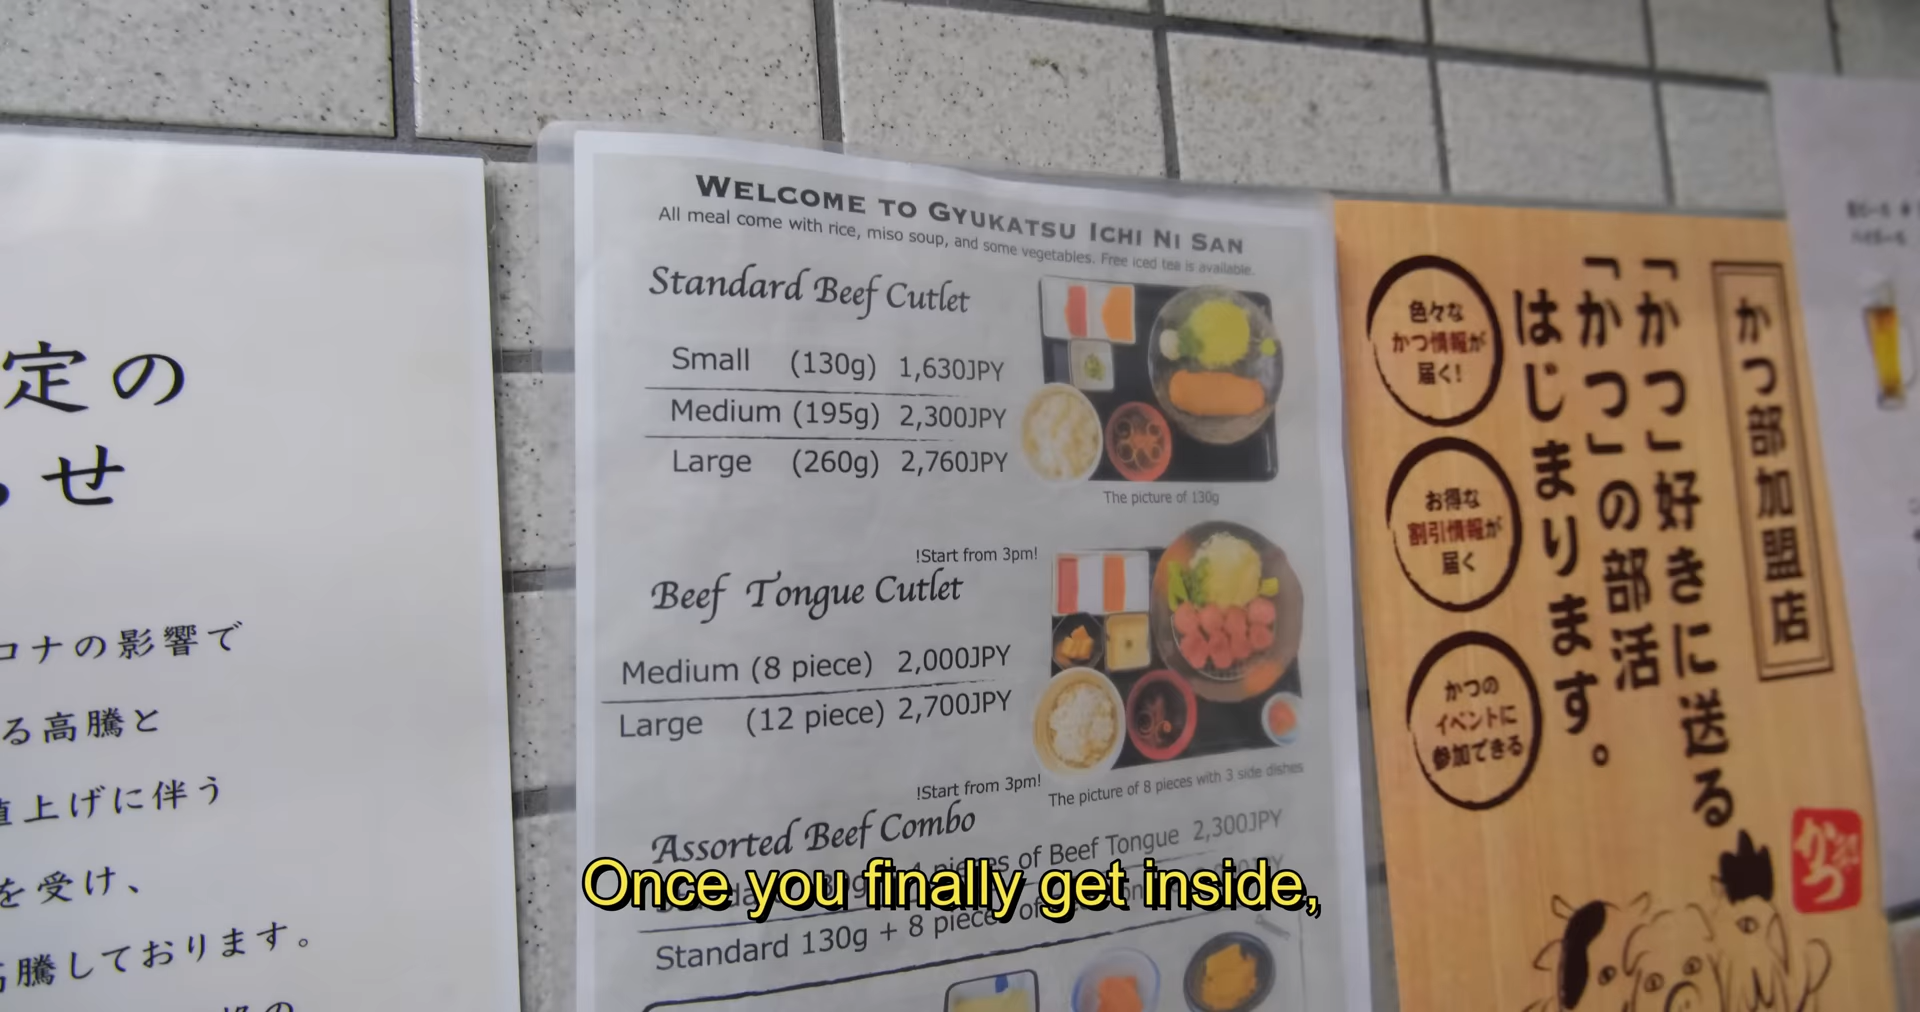 定の
らせ
コナの影響で
る高騰と
値上げに伴う
を受け、
高騰しております。
WELCOME TO GYUKATSU ICHI NI SAN
All meal come with rice, miso soup, and some vegetables. Free iced tea is available.
Standard Beef Cutlet
Small (130g) 1,630JPY
Medium (195g) 2,300JPY
Large (260g) 2,760JPY
The picture of 130g
!Start from 3pm!
Beef Tongue Cutlet
Medium (8 piece) 2,000JPY
Large (12 piece) 2,700JPY
The picture of 8 pieces with 3 side dishes
!Start from 3pm!
Assorted Beef Combo
4 pieces of Beef Tongue 2,300JPY
Standard 130g + 8 piece of
Once you finally get inside,
かつ部加盟店
「かつ」好きに送る
「かつ」の部活
はじまります。
色々な
かつ情報が
届く!
お得な
割引情報が
届く
かつの
イベントに
参加できる